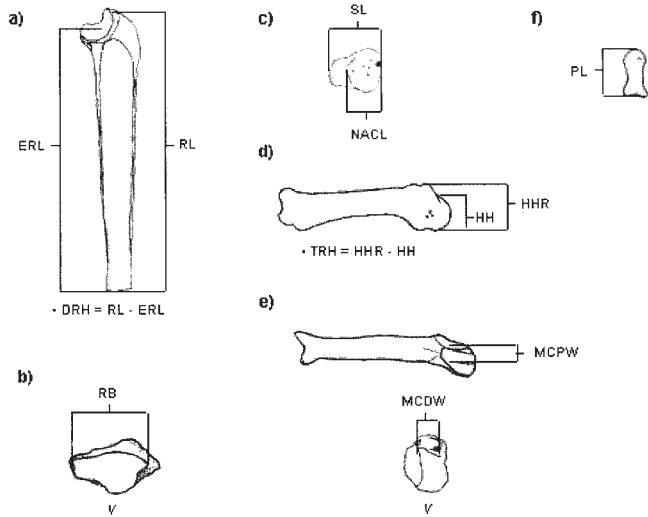 a)
ERL
RL
· DRH = RL - ERL
b)
RB
V
c)
SL
NACL
d)
HHR
HH
· TRH = HHR - HH
e)
MCPW
MCDW
V
f)
PL